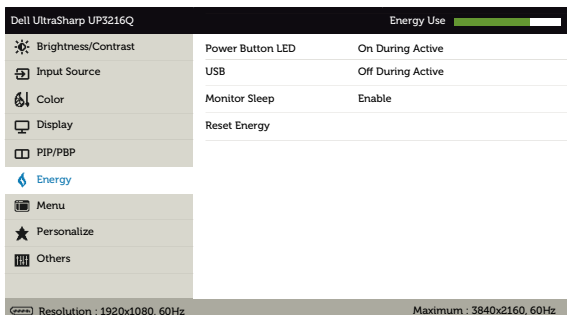 Dell UltraSharp UP3216Q Energy Use
Brightness/Contrast Power Button LED On During Active
Input Source USB Off During Active
Color Monitor Sleep Enable
Display Reset Energy
PIP/PBP
Energy
Menu
Personalize
Others
Resolution : 1920x1080, 60Hz Maximum : 3840x2160, 60Hz